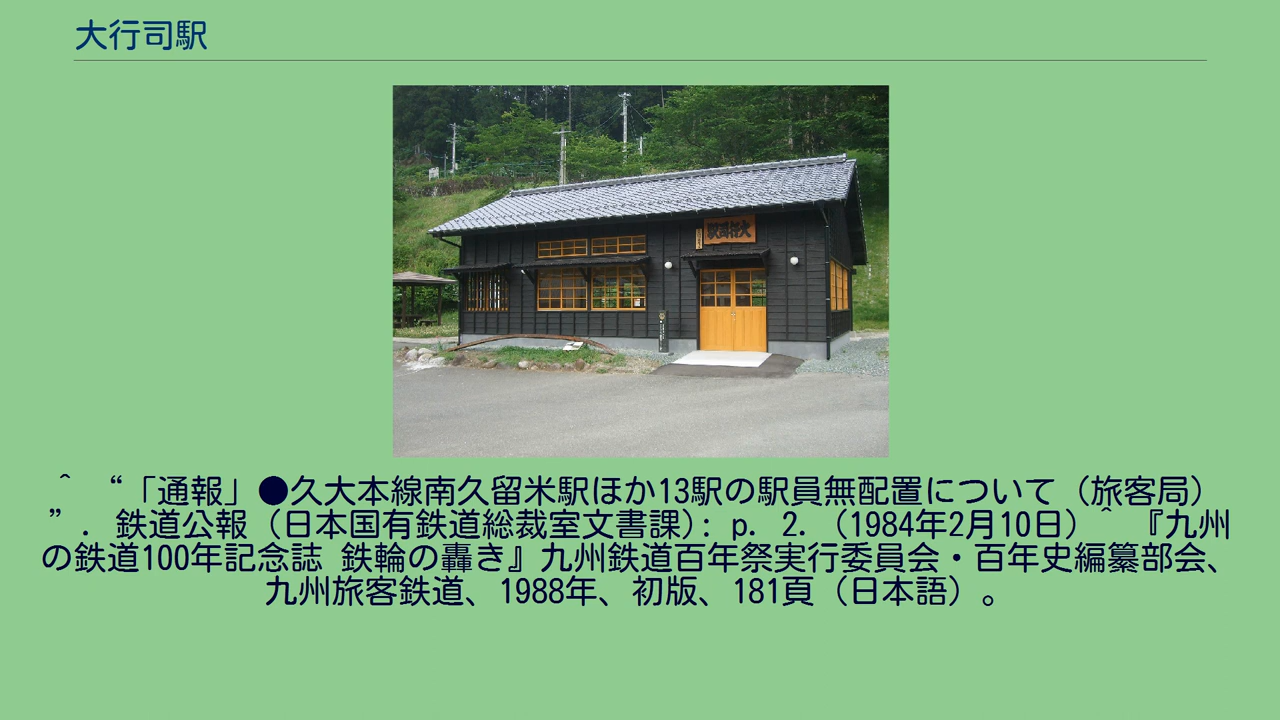 大行司駅
大行司駅
^ “「通報」●久大本線南久留米駅ほか13駅の駅員無配置について（旅客局）
”. 鉄道公報 (日本国有鉄道総裁室文書課): p. 2. (1984年2月10日) ^ 『九州
の鉄道100年記念誌 鉄輪の轟き』九州鉄道百年祭実行委員会・百年史編纂部会、
九州旅客鉄道、1988年、初版、181頁（日本語）。